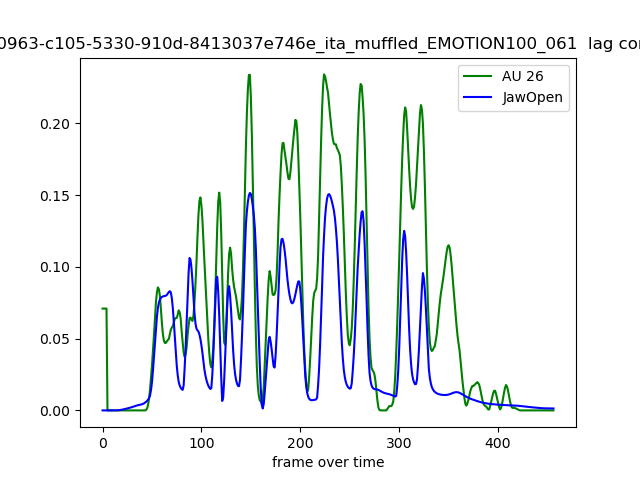 0963-c105-5330-910d-8413037e746e_ita_muffled_EMOTION100_061 lag cor
AU 26
JawOpen
0.20
0.15
0.10
0.05
0.00
0 100 200 300 400
frame over time